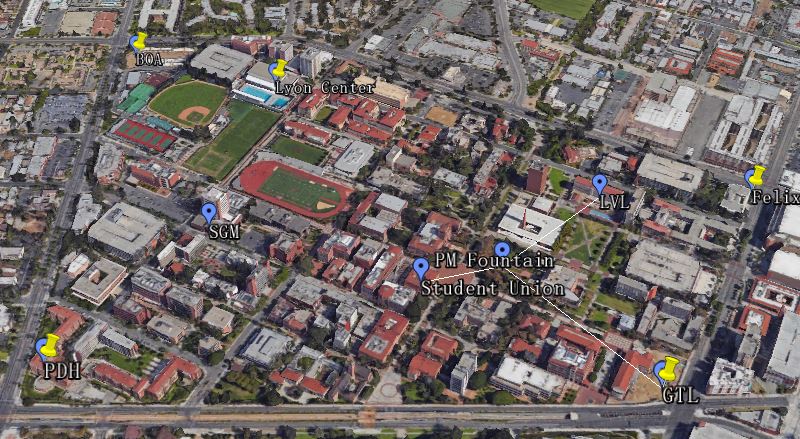 BOA
Lyon Center
LVL
Felix
SGM
PM Fountain
Student Union
PDH
GTL